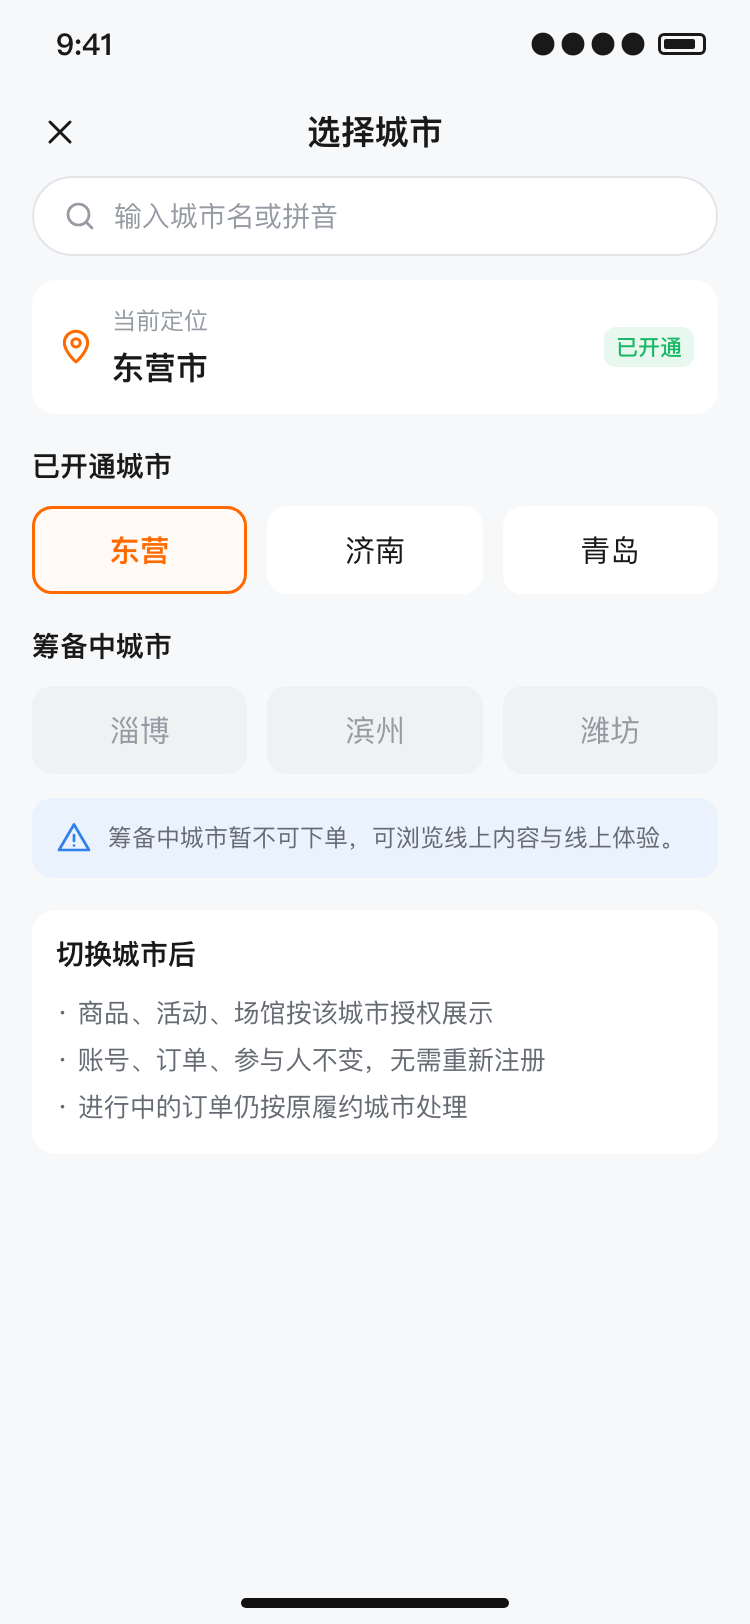 9:41
选择城市
输入城市名或拼音
当前定位
东营市
已开通
已开通城市
东营
济南
青岛
筹备中城市
淄博
滨州
潍坊
筹备中城市暂不可下单，可浏览线上内容与线上体验。
切换城市后
· 商品、活动、场馆按该城市授权展示
· 账号、订单、参与人不变，无需重新注册
· 进行中的订单仍按原履约城市处理